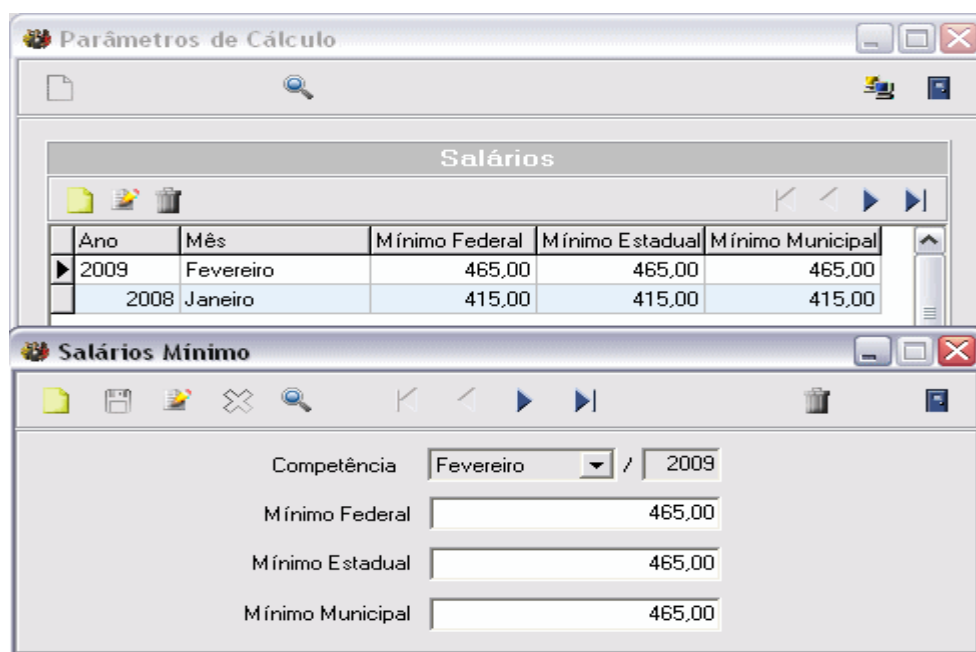 Parâmetros de Cálculo
Salários
Ano Mês Mínimo Federal Mínimo Estadual Mínimo Municipal
2009 Fevereiro 465,00 465,00 465,00
2008 Janeiro 415,00 415,00 415,00
Salários Mínimo
Competência Fevereiro / 2009
Mínimo Federal 465,00
Mínimo Estadual 465,00
Mínimo Municipal 465,00